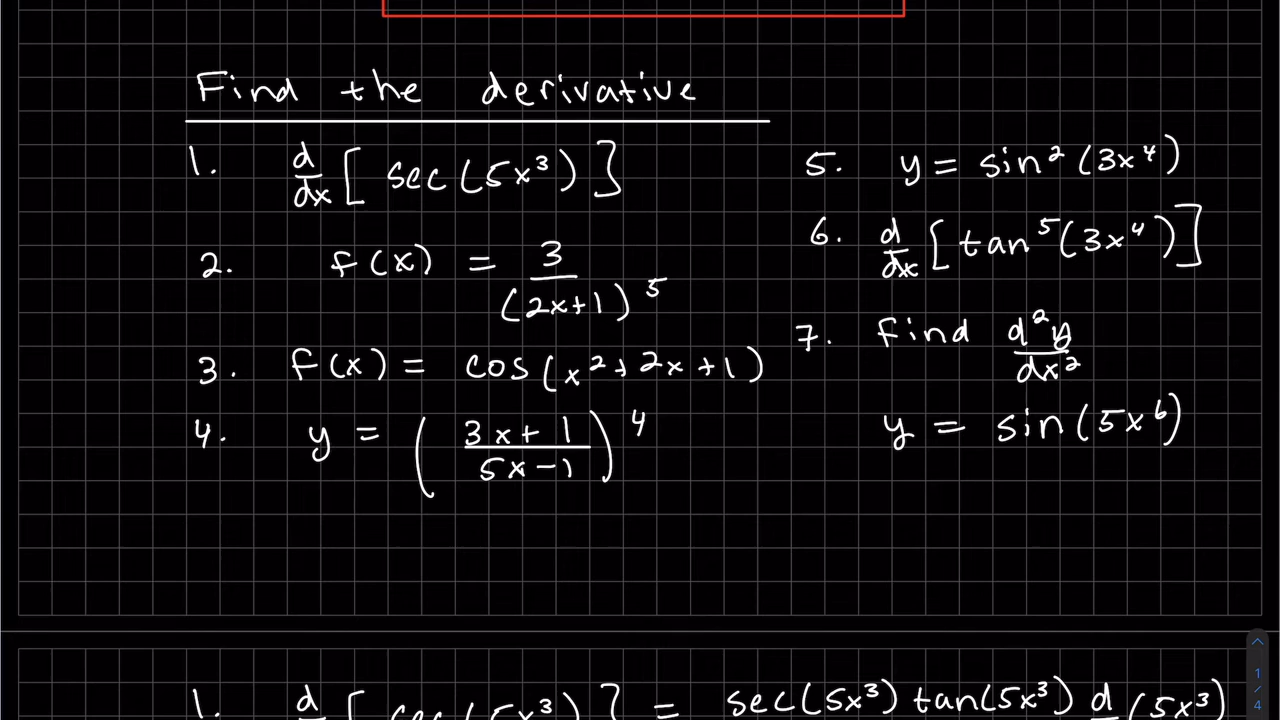 Find the derivative
1. d/dx [sec(5x³)]
2. f(x) = 3/(2x+1)⁵
3. f(x) = cos(x²+2x+1)
4. y = ((3x+1)/(5x-1))⁴
5. y = sin²(3x⁴)
6. d/dx [tan⁵(3x⁴)]
7. find d²y/dx²
y = sin(5x⁶)
1. d/dx [sec(5x³)] = sec(5x³) tan(5x³) d (5x³)
1/4